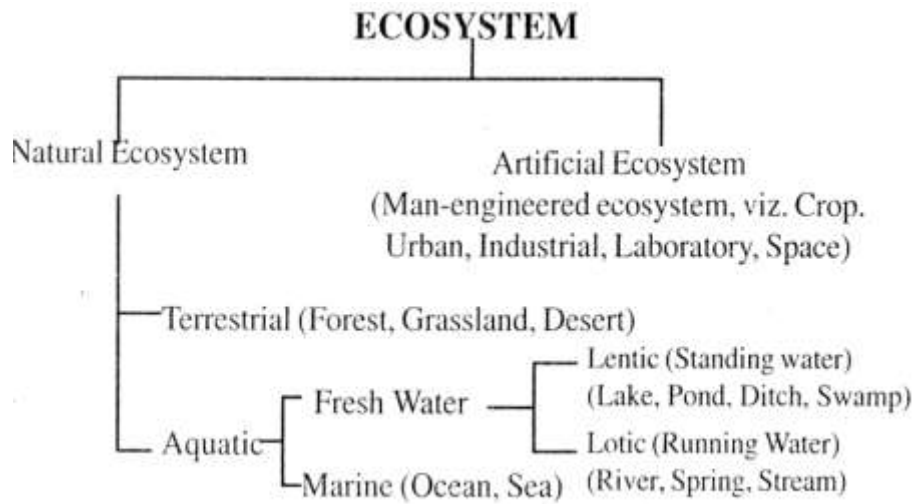 ECOSYSTEM
Natural Ecosystem
Artificial Ecosystem
(Man-engineered ecosystem, viz. Crop.
Urban, Industrial, Laboratory, Space)
Terrestrial (Forest, Grassland, Desert)
Aquatic
Fresh Water
Lentic (Standing water)
(Lake, Pond, Ditch, Swamp)
Lotic (Running Water)
(River, Spring, Stream)
Marine (Ocean, Sea)